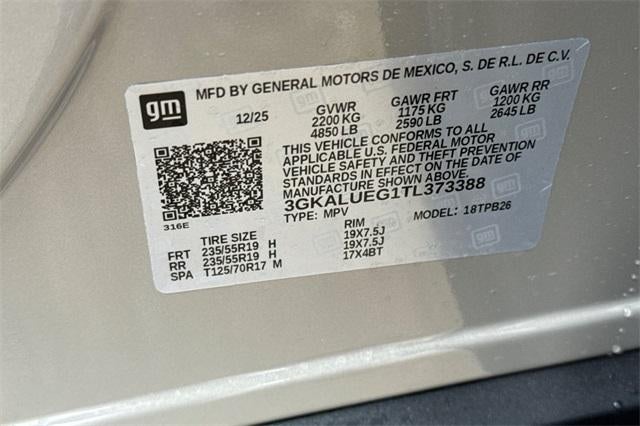 gm
MFD BY GENERAL MOTORS DE MEXICO, S. DE R.L. DE C.V.
12/25 GVWR GAWR FRT GAWR RR
2200 KG 1175 KG 1200 KG
4850 LB 2590 LB 2645 LB
THIS VEHICLE CONFORMS TO ALL
APPLICABLE U.S. FEDERAL MOTOR
VEHICLE SAFETY AND THEFT PREVENTION
STANDARDS IN EFFECT ON THE DATE OF
MANUFACTURE SHOWN ABOVE.
3GKALUEG1TL373388
316E TYPE: MPV MODEL: 18TPB26
TIRE SIZE RIM
FRT 235/55R19 H 19X7.5J
RR 235/55R19 H 19X7.5J
SPA T125/70R17 M 17X4BT